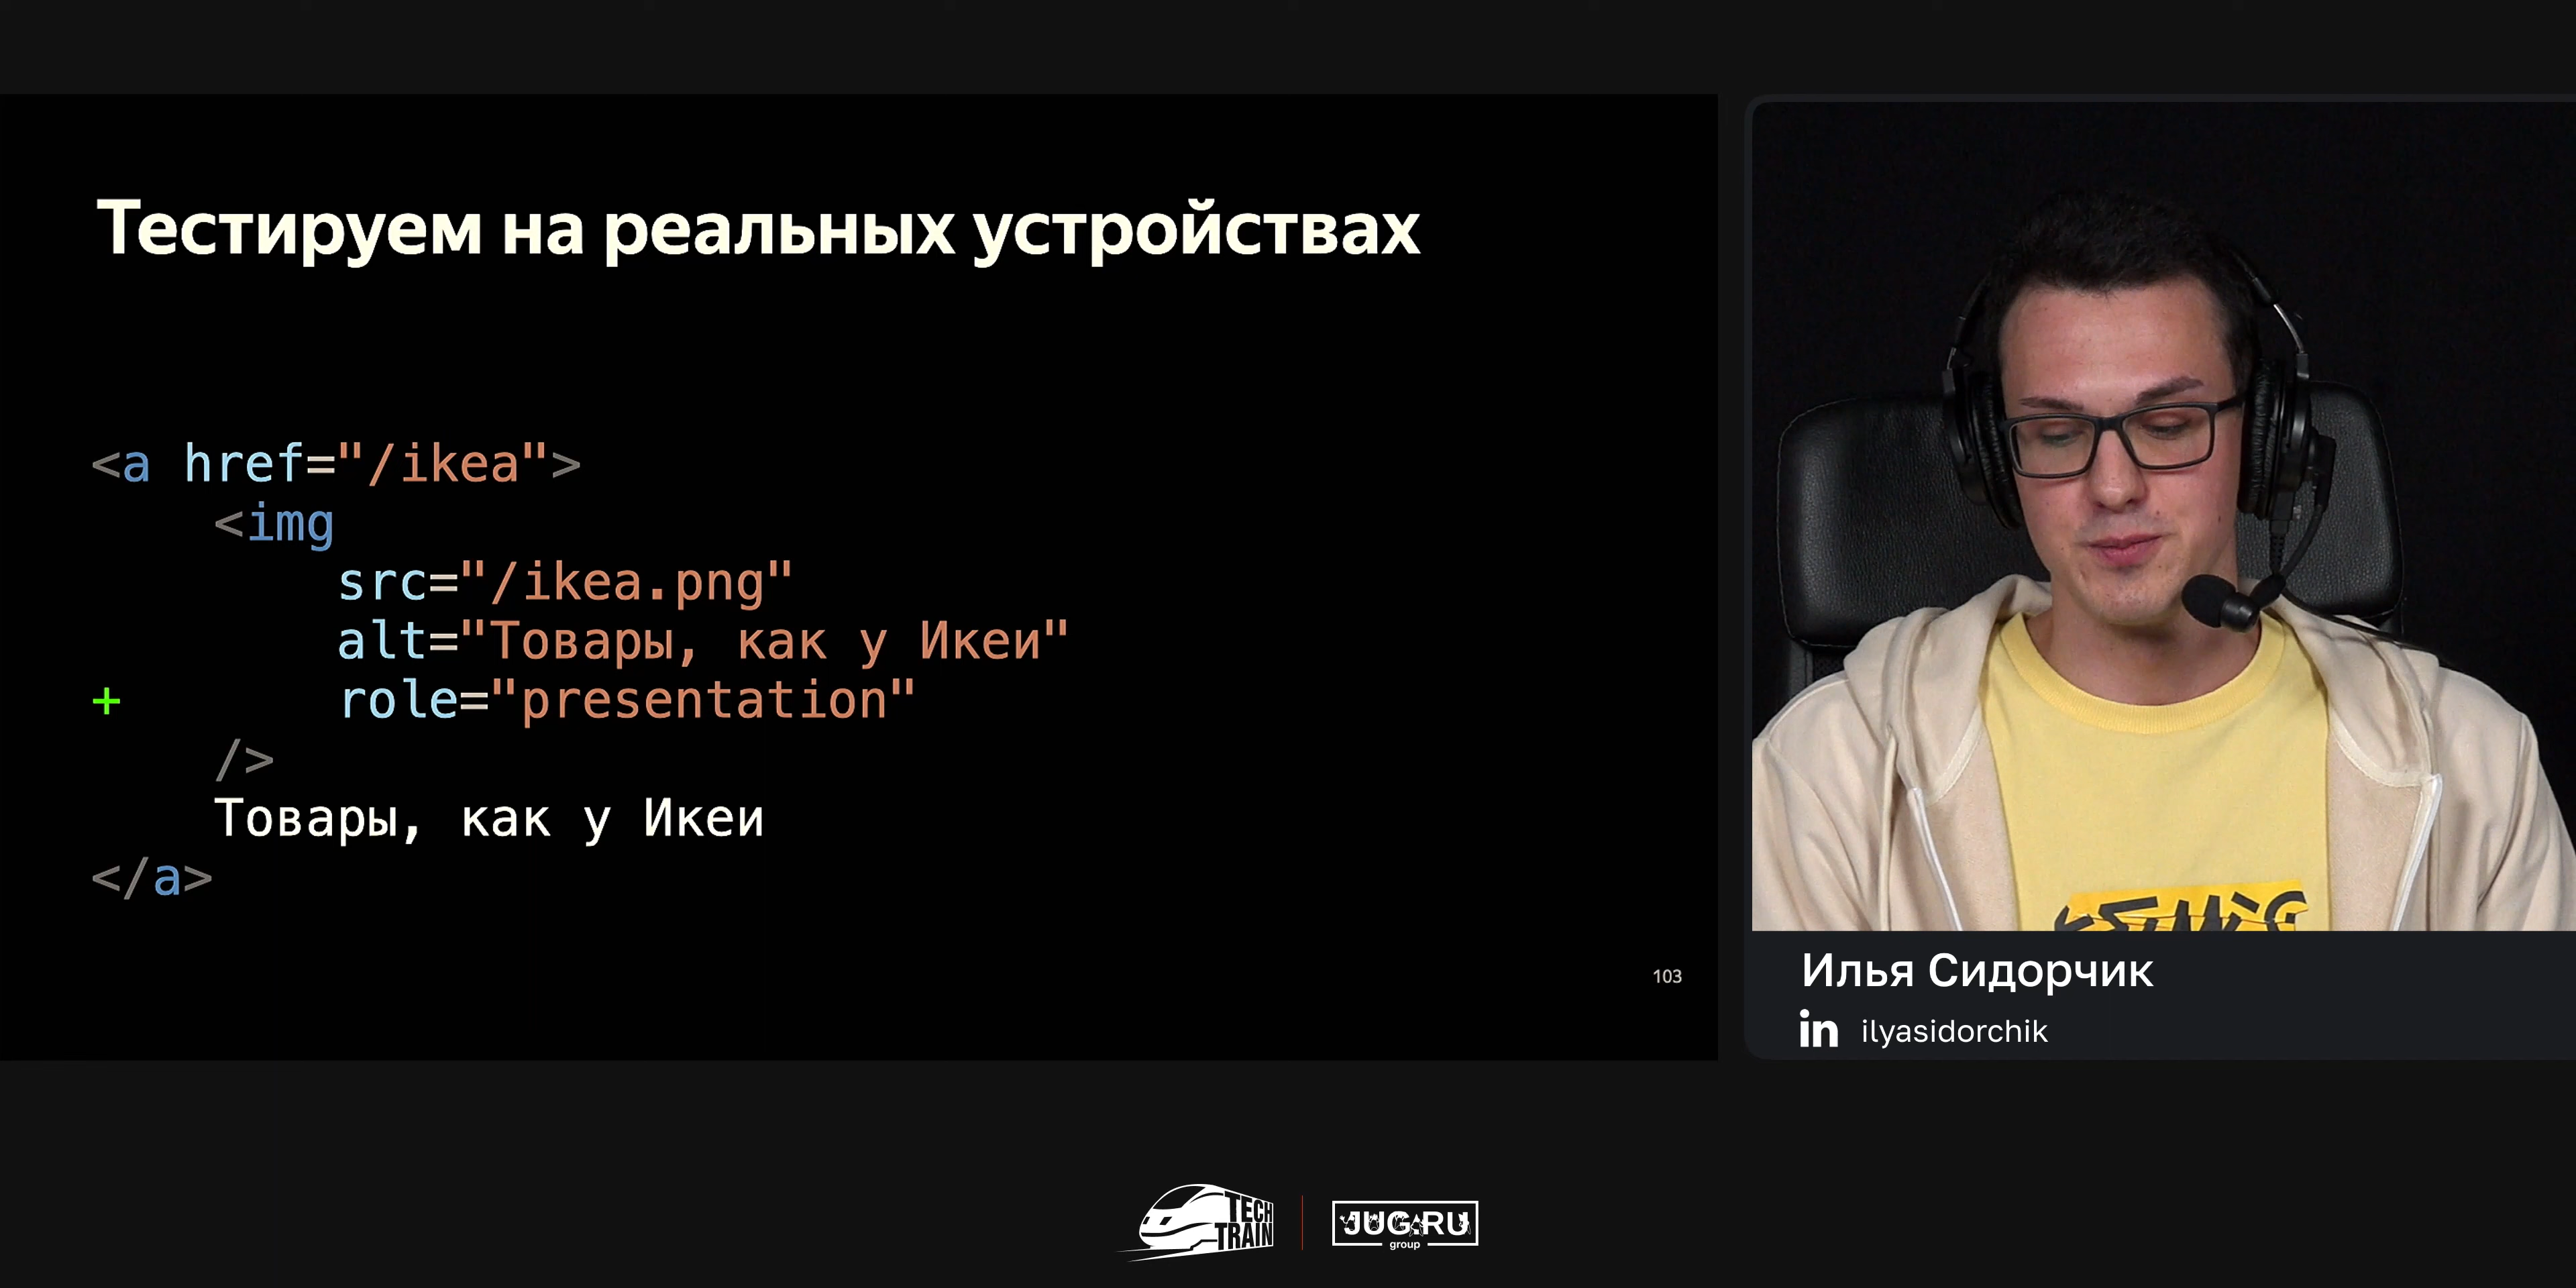 Тестируем на реальных устройствах
<a href="/ikea">
<img
src="/ikea.png"
alt="Товары, как у Икеи"
+ role="presentation"
/>
Товары, как у Икеи
</a>
103
Илья Сидорчик
in ilyasidorchik
TECH
TRAIN
JUG.RU
group